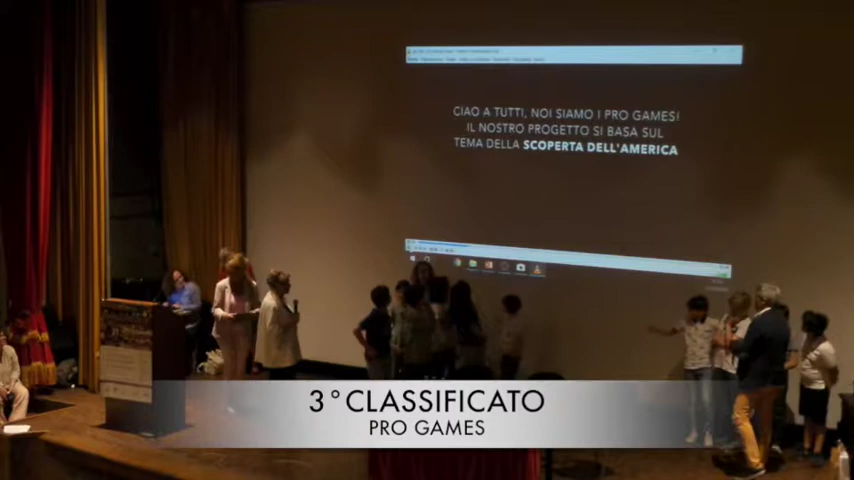 CIAO A TUTTI, NOI SIAMO I PRO GAMES!
IL NOSTRO PROGETTO SI BASA SUL
TEMA DELLA SCOPERTA DELL'AMERICA
3°CLASSIFICATO
PRO GAMES